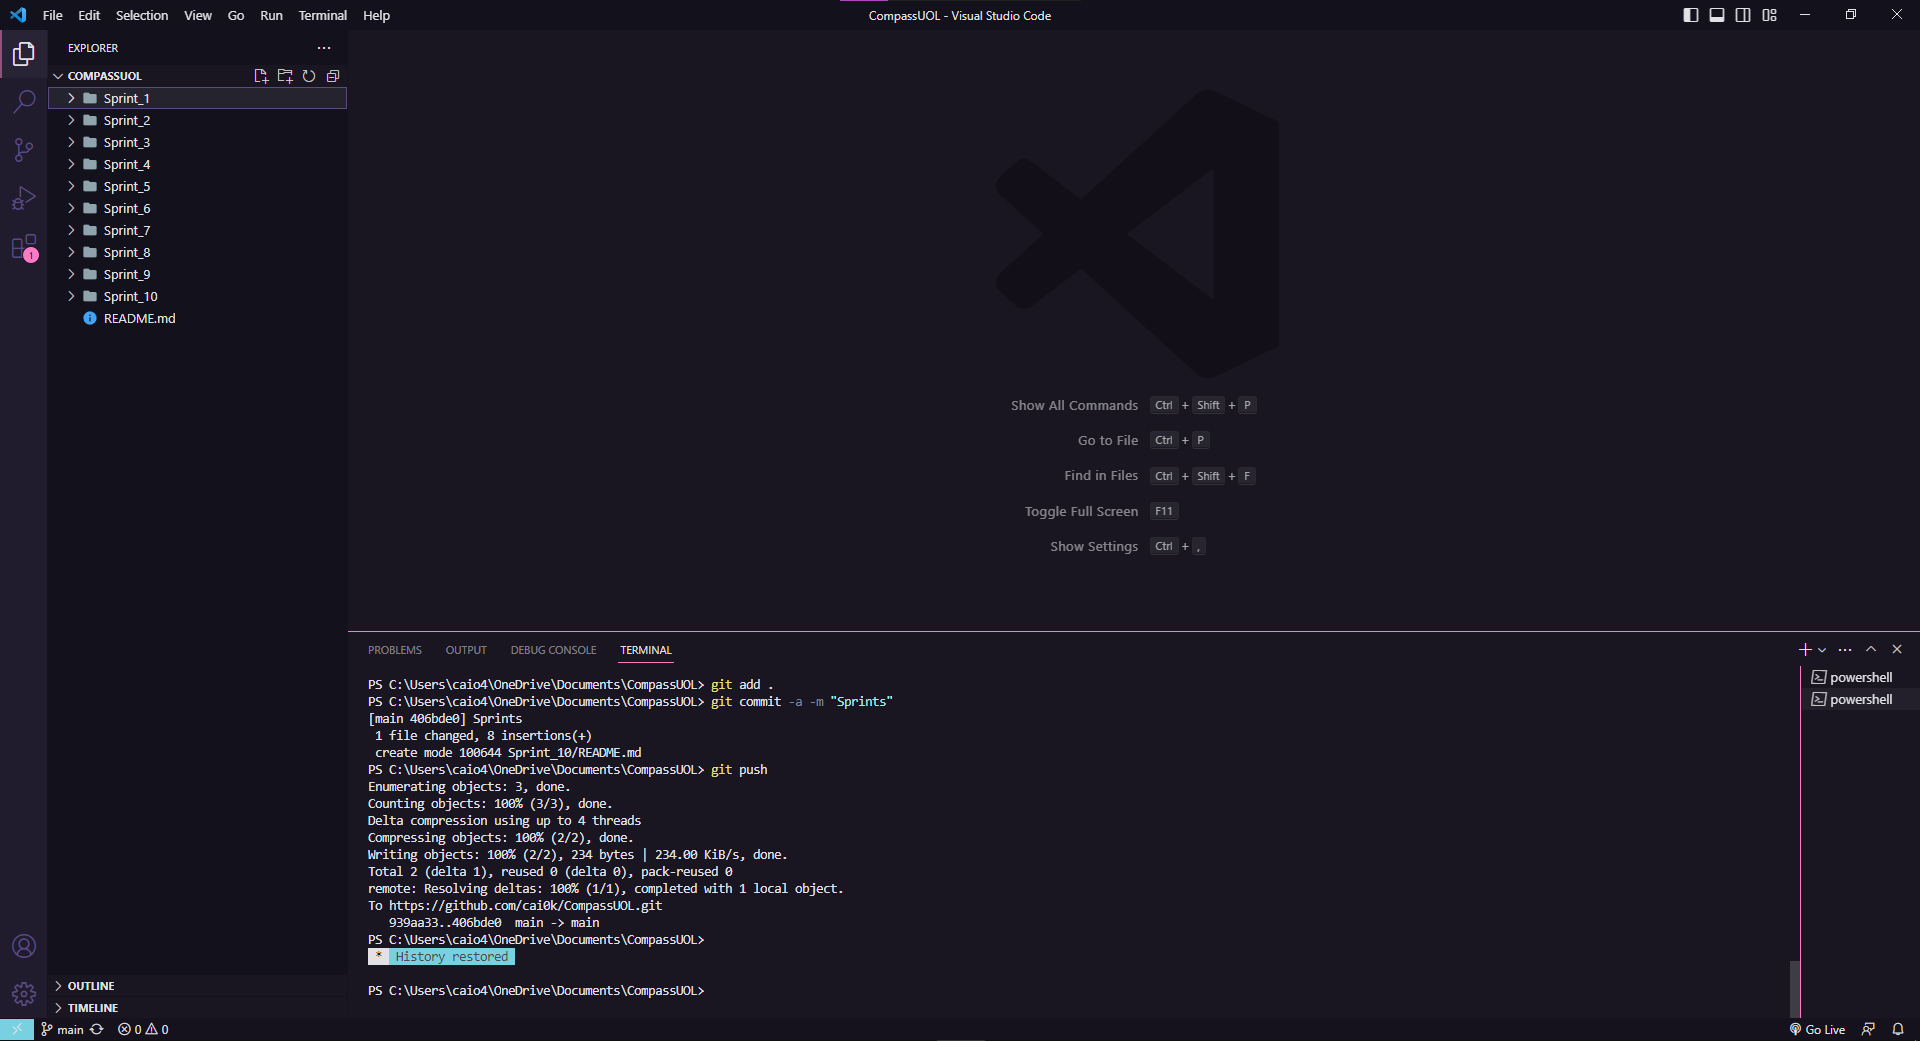 File Edit Selection View Go Run Terminal Help
CompassUOL - Visual Studio Code
EXPLORER
COMPASSUOL
Sprint_1
Sprint_2
Sprint_3
Sprint_4
Sprint_5
Sprint_6
Sprint_7
Sprint_8
Sprint_9
Sprint_10
README.md
1
OUTLINE
TIMELINE
Show All Commands Ctrl + Shift + P
Go to File Ctrl + P
Find in Files Ctrl + Shift + F
Toggle Full Screen F11
Show Settings Ctrl + ,
PROBLEMS OUTPUT DEBUG CONSOLE TERMINAL
PS C:\Users\caio4\OneDrive\Documents\CompassUOL> git add .
PS C:\Users\caio4\OneDrive\Documents\CompassUOL> git commit -a -m "Sprints"
[main 406bde0] Sprints
1 file changed, 8 insertions(+)
create mode 100644 Sprint_10/README.md
PS C:\Users\caio4\OneDrive\Documents\CompassUOL> git push
Enumerating objects: 3, done.
Counting objects: 100% (3/3), done.
Delta compression using up to 4 threads
Compressing objects: 100% (2/2), done.
Writing objects: 100% (2/2), 234 bytes | 234.00 KiB/s, done.
Total 2 (delta 1), reused 0 (delta 0), pack-reused 0
remote: Resolving deltas: 100% (1/1), completed with 1 local object.
To https://github.com/cai0k/CompassUOL.git
939aa33..406bde0 main -> main
PS C:\Users\caio4\OneDrive\Documents\CompassUOL>
* History restored
PS C:\Users\caio4\OneDrive\Documents\CompassUOL>
powershell
powershell
main 0 0
Go Live